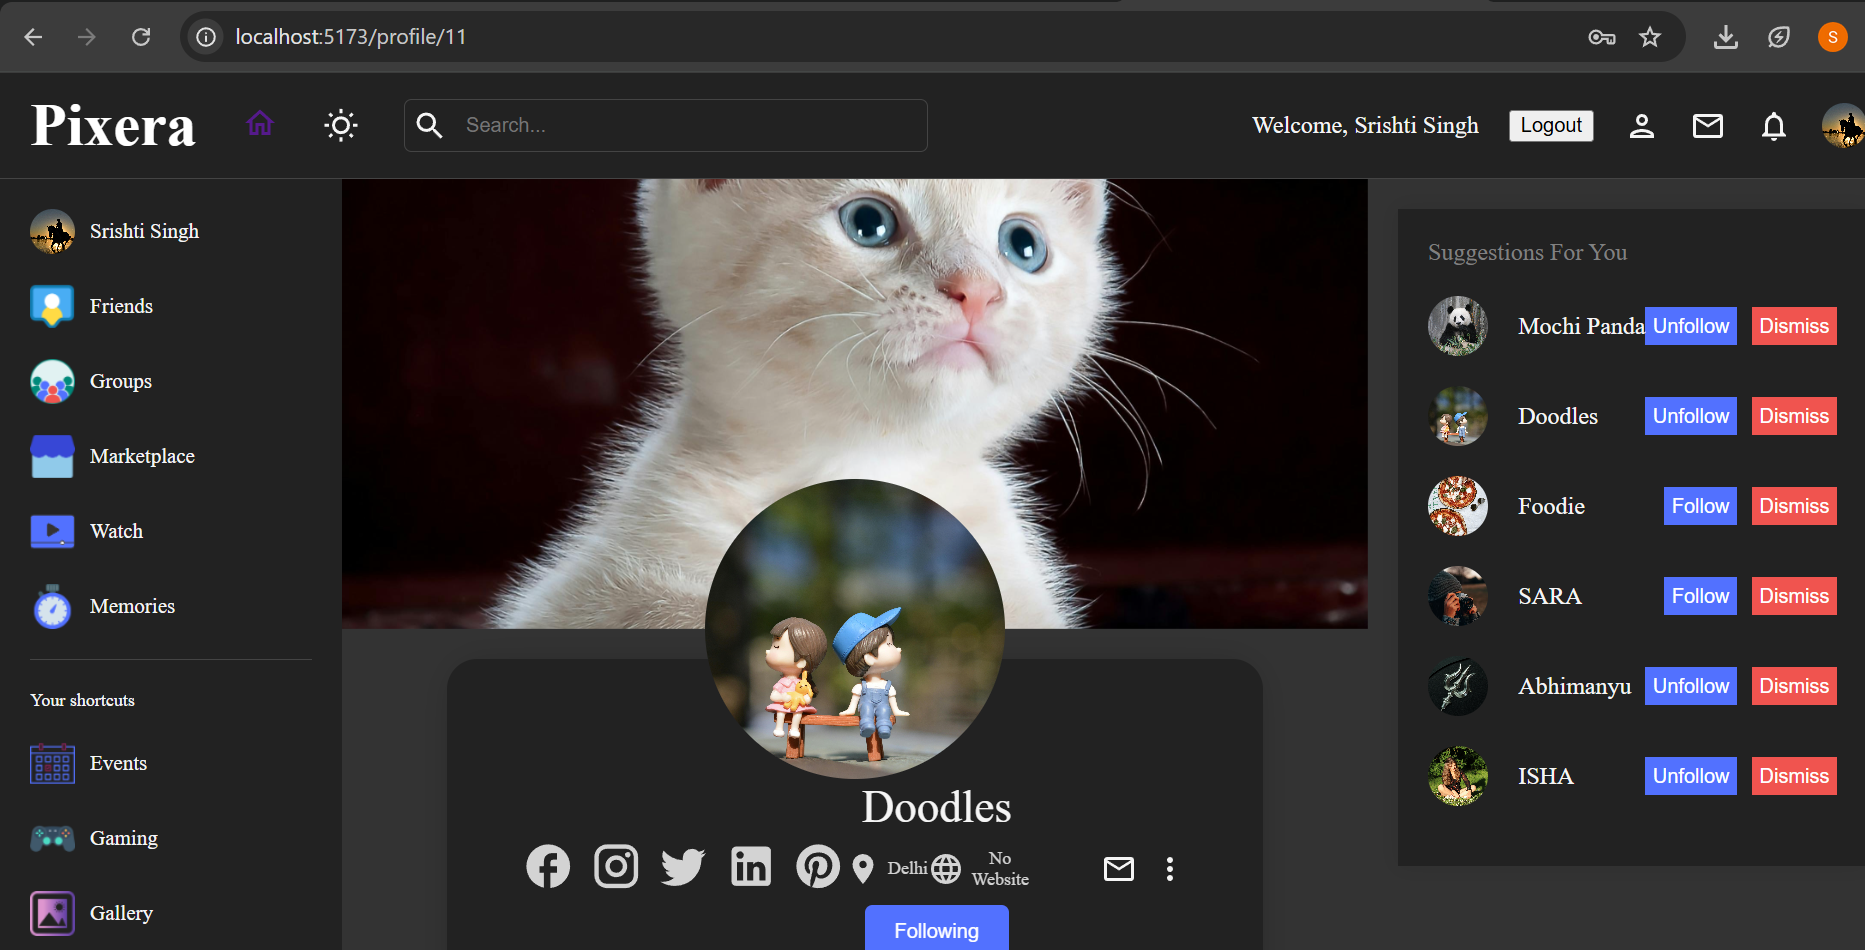 localhost:5173/profile/11
S
Pixera
Search...
Welcome, Srishti Singh
Logout
Srishti Singh
Friends
Groups
Marketplace
Watch
Memories
Your shortcuts
Events
Gaming
Gallery
Doodles
Delhi
No
Website
Following
Suggestions For You
Mochi Panda Unfollow Dismiss
Doodles Unfollow Dismiss
Foodie Follow Dismiss
SARA Follow Dismiss
Abhimanyu Unfollow Dismiss
ISHA Unfollow Dismiss